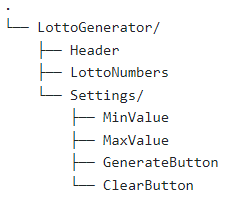 .
└── LottoGenerator/
    ├── Header
    ├── LottoNumbers
    └── Settings/
        ├── MinValue
        ├── MaxValue
        ├── GenerateButton
        └── ClearButton